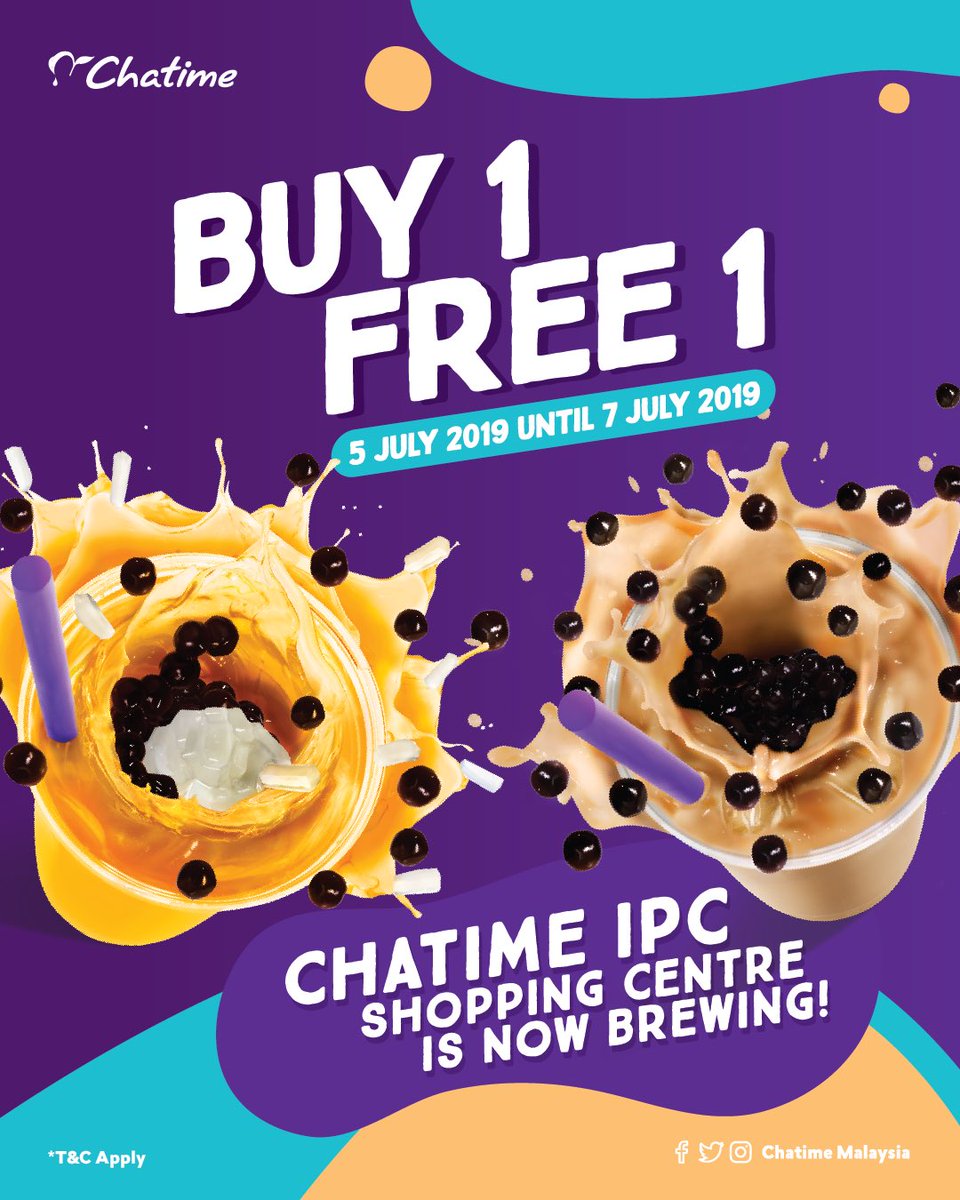 Chatime
BUY 1
FREE 1
5 JULY 2019 UNTIL 7 JULY 2019
CHATIME IPC
SHOPPING CENTRE
IS NOW BREWING!
*T&C Apply
Chatime Malaysia